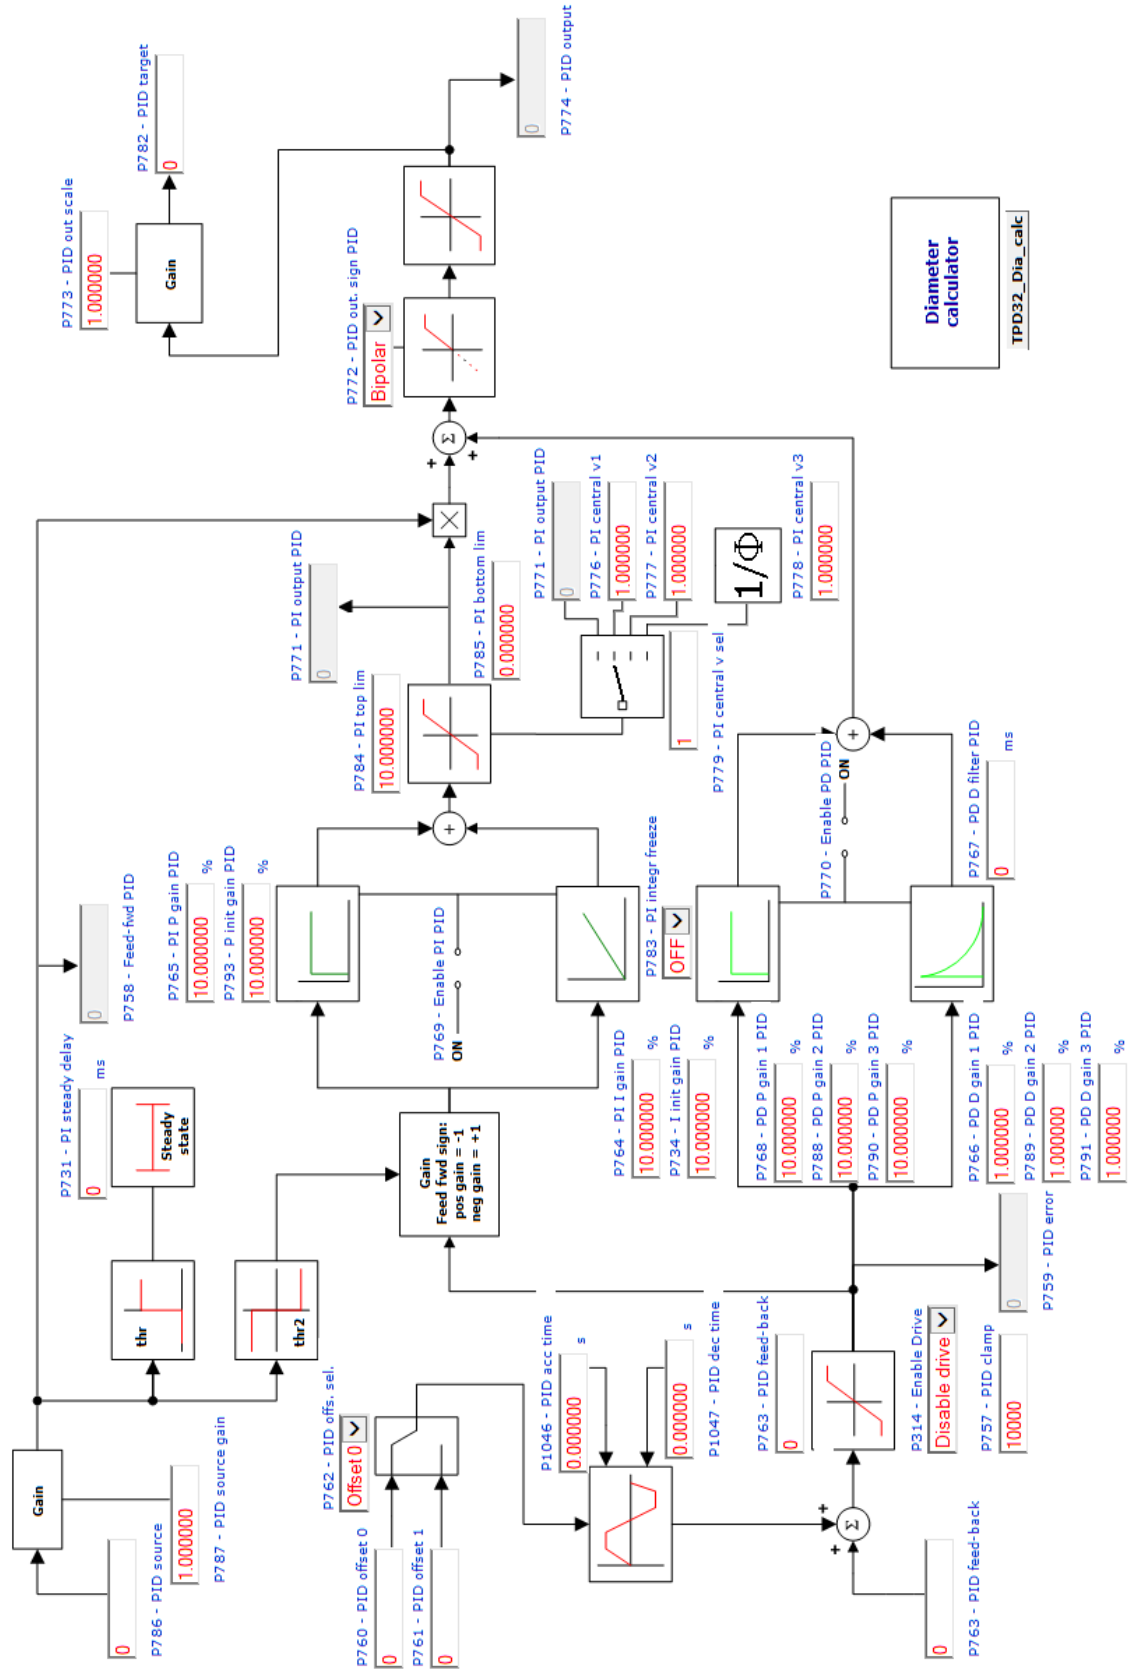 P786 - PID source
0
Gain
1.000000
P787 - PID source gain
thr
P731 - PI steady delay
0
ms
Steady
state
0
P758 - Feed-fwd PID
thr2
P762 - PID offs. sel.
Offset 0
P760 - PID offset 0
0
P761 - PID offset 1
0
Gain
Feed fwd sign:
pos gain = -1
neg gain = +1
P765 - PI P gain PID
10.000000
%
P793 - P init gain PID
10.000000
%
P769 - Enable PI PID
ON
P764 - PI I gain PID
10.000000
%
P734 - I init gain PID
10.000000
%
P783 - PI integr freeze
OFF
+
P784 - PI top lim
10.000000
P785 - PI bottom lim
0.000000
P771 - PI output PID
0
P771 - PI output PID
0
P776 - PI central v1
1.000000
P777 - PI central v2
1.000000
1/Φ
P778 - PI central v3
1.000000
1
P779 - PI central v sel
+
+
Σ
P772 - PID out. sign PID
Bipolar
P773 - PID out scale
1.000000
Gain
P782 - PID target
0
0
P774 - PID output
P1046 - PID acc time
0.000000
s
0.000000
s
P1047 - PID dec time
P763 - PID feed-back
0
+
+
Σ
0
P763 - PID feed-back
P314 - Enable Drive
Disable drive
P757 - PID clamp
10000
0
P759 - PID error
P768 - PD P gain 1 PID
10.000000
%
P788 - PD P gain 2 PID
10.000000
%
P790 - PD P gain 3 PID
10.000000
%
P766 - PD D gain 1 PID
1.000000
%
P789 - PD D gain 2 PID
1.000000
%
P791 - PD D gain 3 PID
1.000000
%
P770 - Enable PD PID
ON
+
P767 - PD D filter PID
0
ms
Diameter
calculator
TPD32_Dia_calc